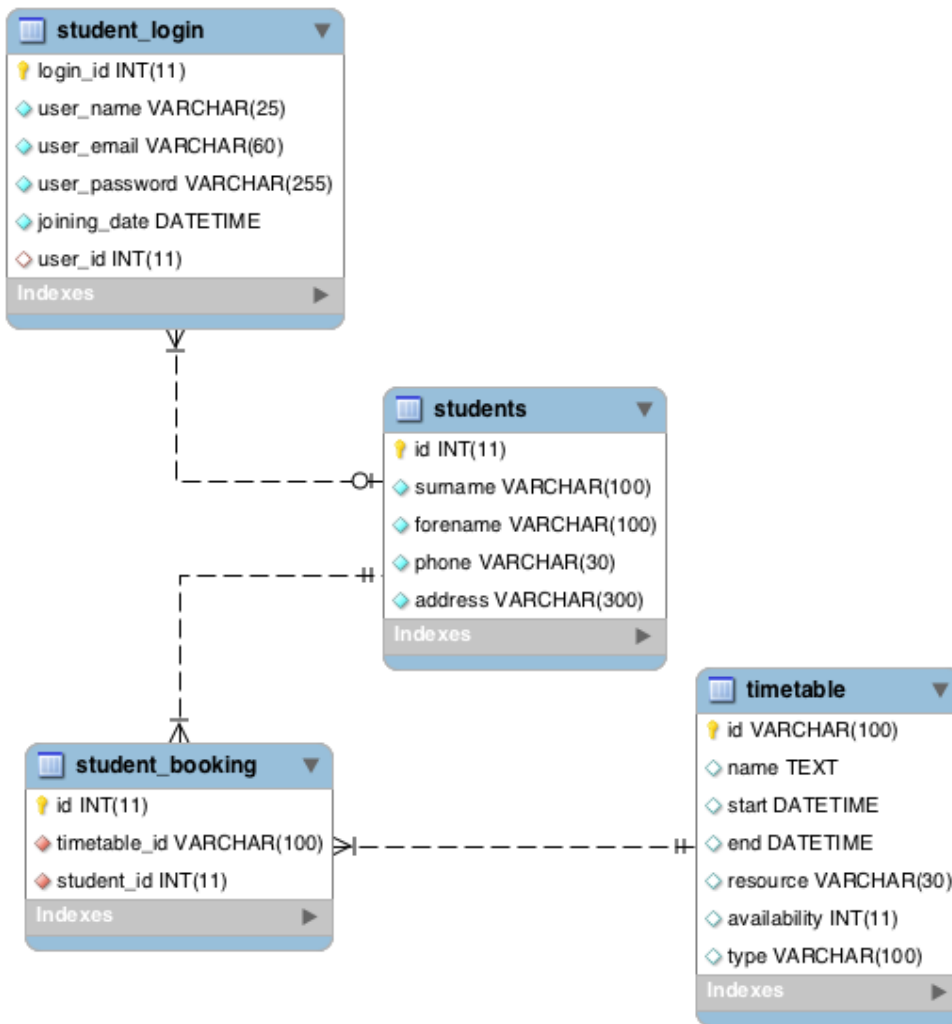 student_login
login_id INT(11)
user_name VARCHAR(25)
user_email VARCHAR(60)
user_password VARCHAR(255)
joining_date DATETIME
user_id INT(11)
Indexes
students
id INT(11)
surname VARCHAR(100)
forename VARCHAR(100)
phone VARCHAR(30)
address VARCHAR(300)
Indexes
student_booking
id INT(11)
timetable_id VARCHAR(100)
student_id INT(11)
Indexes
timetable
id VARCHAR(100)
name TEXT
start DATETIME
end DATETIME
resource VARCHAR(30)
availability INT(11)
type VARCHAR(100)
Indexes